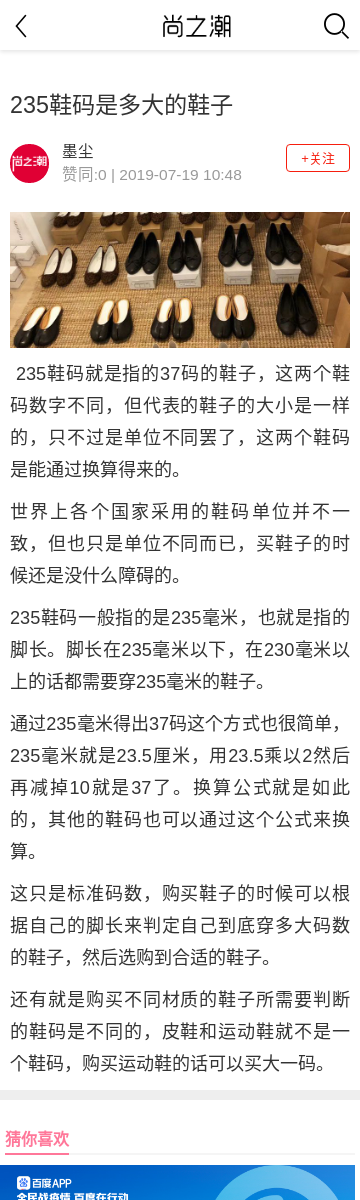 尚之潮
235鞋码是多大的鞋子
尚之潮
墨尘
赞同:0 | 2019-07-19 10:48
+关注
235鞋码就是指的37码的鞋子，这两个鞋
码数字不同，但代表的鞋子的大小是一样
的，只不过是单位不同罢了，这两个鞋码
是能通过换算得来的。
世界上各个国家采用的鞋码单位并不一
致，但也只是单位不同而已，买鞋子的时
候还是没什么障碍的。
235鞋码一般指的是235毫米，也就是指的
脚长。脚长在235毫米以下，在230毫米以
上的话都需要穿235毫米的鞋子。
通过235毫米得出37码这个方式也很简单，
235毫米就是23.5厘米，用23.5乘以2然后
再减掉10就是37了。换算公式就是如此
的，其他的鞋码也可以通过这个公式来换
算。
这只是标准码数，购买鞋子的时候可以根
据自己的脚长来判定自己到底穿多大码数
的鞋子，然后选购到合适的鞋子。
还有就是购买不同材质的鞋子所需要判断
的鞋码是不同的，皮鞋和运动鞋就不是一
个鞋码，购买运动鞋的话可以买大一码。
猜你喜欢
百度APP
全民战疫情 百度在行动